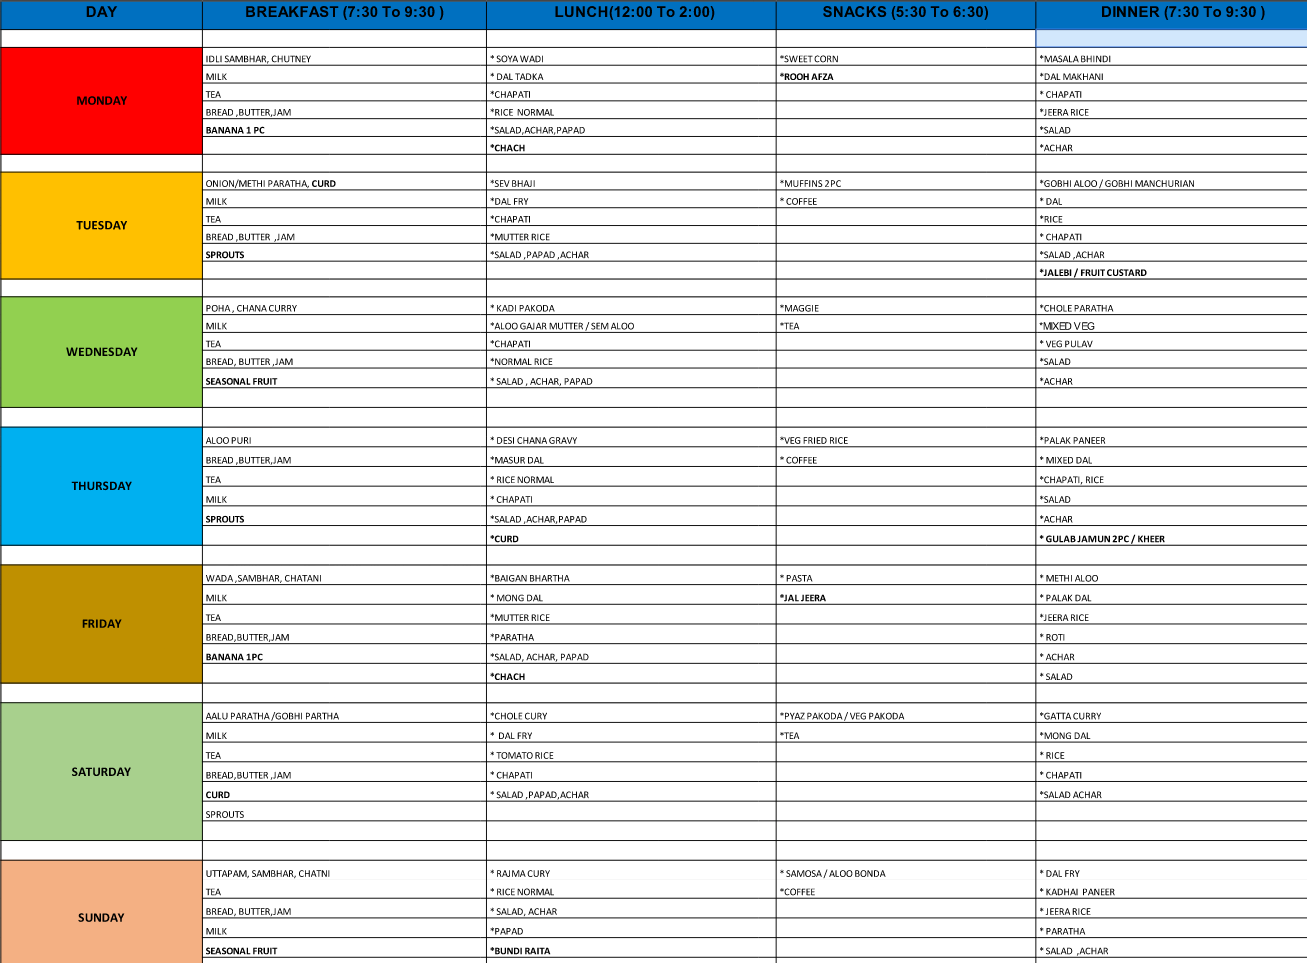 DAY BREAKFAST (7:30 To 9:30 ) LUNCH(12:00 To 2:00) SNACKS (5:30 To 6:30) DINNER (7:30 To 9:30 )
IDLI SAMBHAR, CHUTNEY * SOYA WADI *SWEET CORN *MASALA BHINDI
MILK * DAL TADKA *ROOH AFZA *DAL MAKHANI
TEA *CHAPATI * CHAPATI
MONDAY
BREAD ,BUTTER,JAM *RICE NORMAL *JEERA RICE
BANANA 1 PC *SALAD,ACHAR,PAPAD *SALAD
*CHACH *ACHAR
ONION/METHI PARATHA, CURD *SEV BHAJI *MUFFINS 2PC *GOBHI ALOO / GOBHI MANCHURIAN
MILK *DAL FRY * COFFEE * DAL
TEA *CHAPATI *RICE
TUESDAY
BREAD ,BUTTER ,JAM *MUTTER RICE * CHAPATI
SPROUTS *SALAD ,PAPAD ,ACHAR *SALAD ,ACHAR
*JALEBI / FRUIT CUSTARD
POHA , CHANA CURRY * KADI PAKODA *MAGGIE *CHOLE PARATHA
MILK *ALOO GAJAR MUTTER / SEM ALOO *TEA *MIXED VEG
TEA *CHAPATI * VEG PULAV
WEDNESDAY
BREAD, BUTTER ,JAM *NORMAL RICE *SALAD
SEASONAL FRUIT * SALAD , ACHAR, PAPAD *ACHAR
ALOO PURI * DESI CHANA GRAVY *VEG FRIED RICE *PALAK PANEER
BREAD ,BUTTER,JAM *MASUR DAL * COFFEE * MIXED DAL
TEA * RICE NORMAL *CHAPATI, RICE
THURSDAY
MILK * CHAPATI *SALAD
SPROUTS *SALAD ,ACHAR,PAPAD *ACHAR
*CURD * GULAB JAMUN 2PC / KHEER
WADA ,SAMBHAR, CHATANI *BAIGAN BHARTHA * PASTA * METHI ALOO
MILK * MONG DAL *JAL JEERA * PALAK DAL
TEA *MUTTER RICE *JEERA RICE
FRIDAY
BREAD,BUTTER,JAM *PARATHA * ROTI
BANANA 1PC *SALAD, ACHAR, PAPAD * ACHAR
*CHACH * SALAD
AALU PARATHA /GOBHI PARTHA *CHOLE CURY *PYAZ PAKODA / VEG PAKODA *GATTA CURRY
MILK * DAL FRY *TEA *MONG DAL
TEA * TOMATO RICE * RICE
SATURDAY
BREAD,BUTTER ,JAM * CHAPATI * CHAPATI
CURD * SALAD ,PAPAD,ACHAR *SALAD ACHAR
SPROUTS
UTTAPAM, SAMBHAR, CHATNI * RAJMA CURY * SAMOSA / ALOO BONDA * DAL FRY
TEA * RICE NORMAL *COFFEE * KADHAI PANEER
BREAD, BUTTER,JAM * SALAD, ACHAR * JEERA RICE
SUNDAY
MILK *PAPAD * PARATHA
SEASONAL FRUIT *BUNDI RAITA * SALAD ,ACHAR